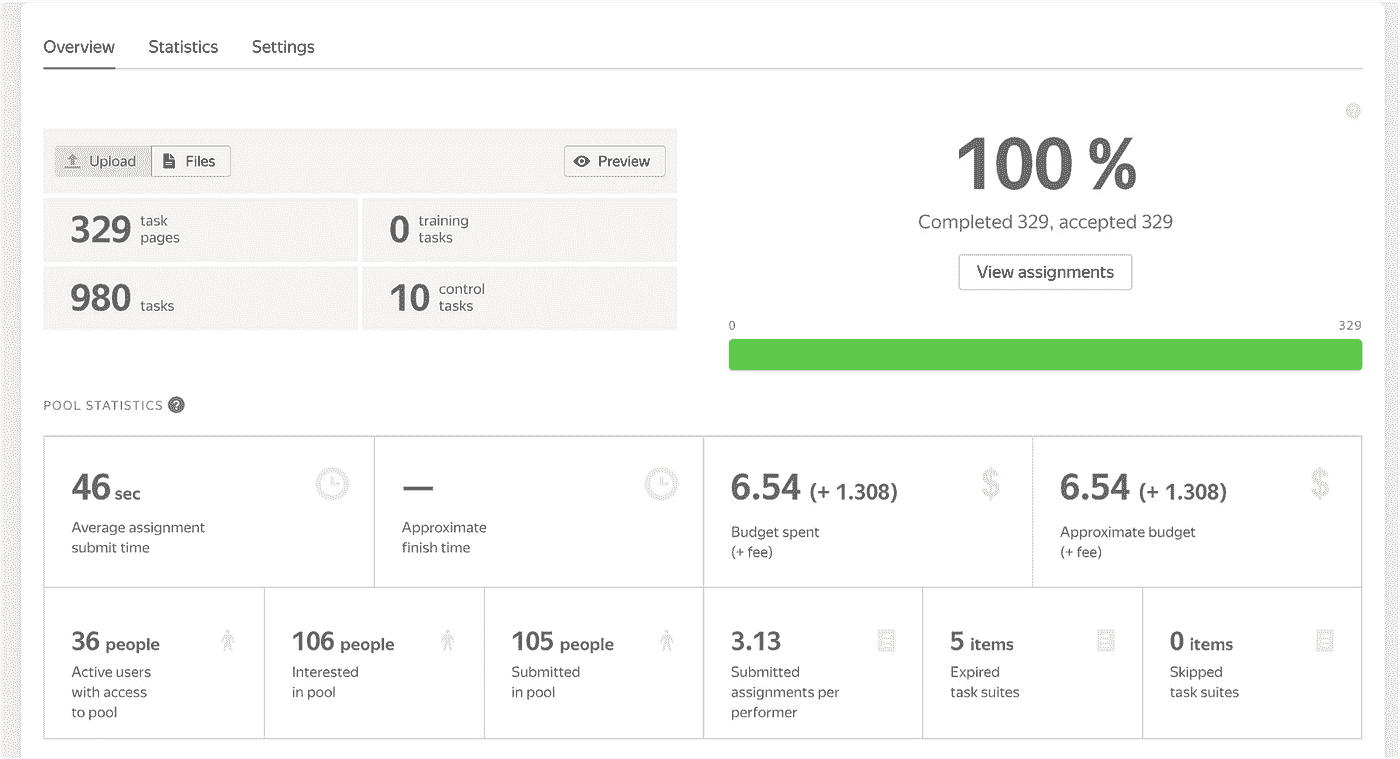 Overview Statistics Settings
Upload Files Preview
329 task pages
0 training tasks
980 tasks
10 control tasks
100 %
Completed 329, accepted 329
View assignments
0 329
POOL STATISTICS ?
46 sec
Average assignment
submit time
—
Approximate
finish time
6.54 (+ 1.308)
Budget spent
(+ fee)
6.54 (+ 1.308)
Approximate budget
(+ fee)
36 people
Active users
with access
to pool
106 people
Interested
in pool
105 people
Submitted
in pool
3.13
Submitted
assignments per
performer
5 items
Expired
task suites
0 items
Skipped
task suites